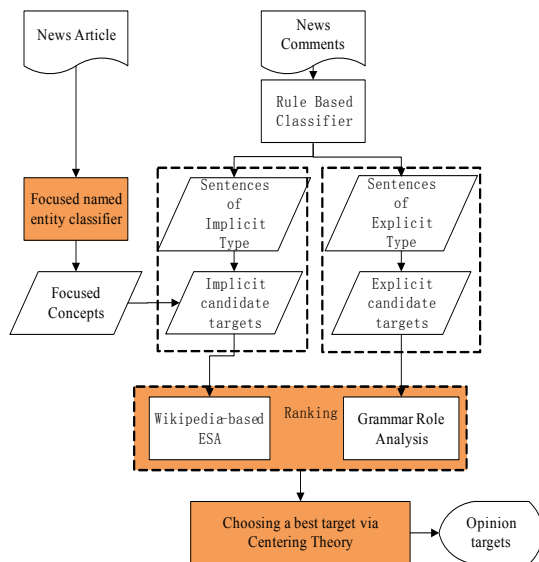 News Article
News
Comments
Rule Based
Classifier
Focused named
entity classifier
Sentences
of
Implicit
Type
Sentences
of
Explicit
Type
Focused
Concepts
Implicit
candidate
targets
Explicit
candidate
targets
Ranking
Wikipedia-based
ESA
Grammar Role
Analysis
Choosing a best target via
Centering Theory
Opinion
targets